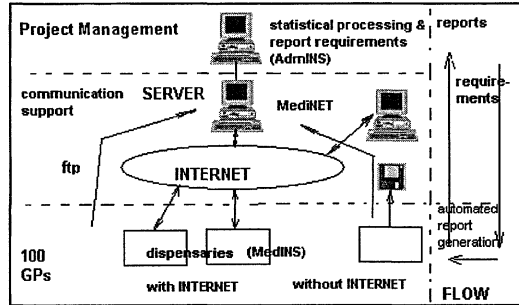 Project Management
statistical processing &
report requirements
(AdmINS)
reports
require-
ments
communication
support
SERVER
MediNET
ftp
INTERNET
automated
report
generation
100
GPs
dispensaries (MedINS)
with INTERNET
without INTERNET
FLOW